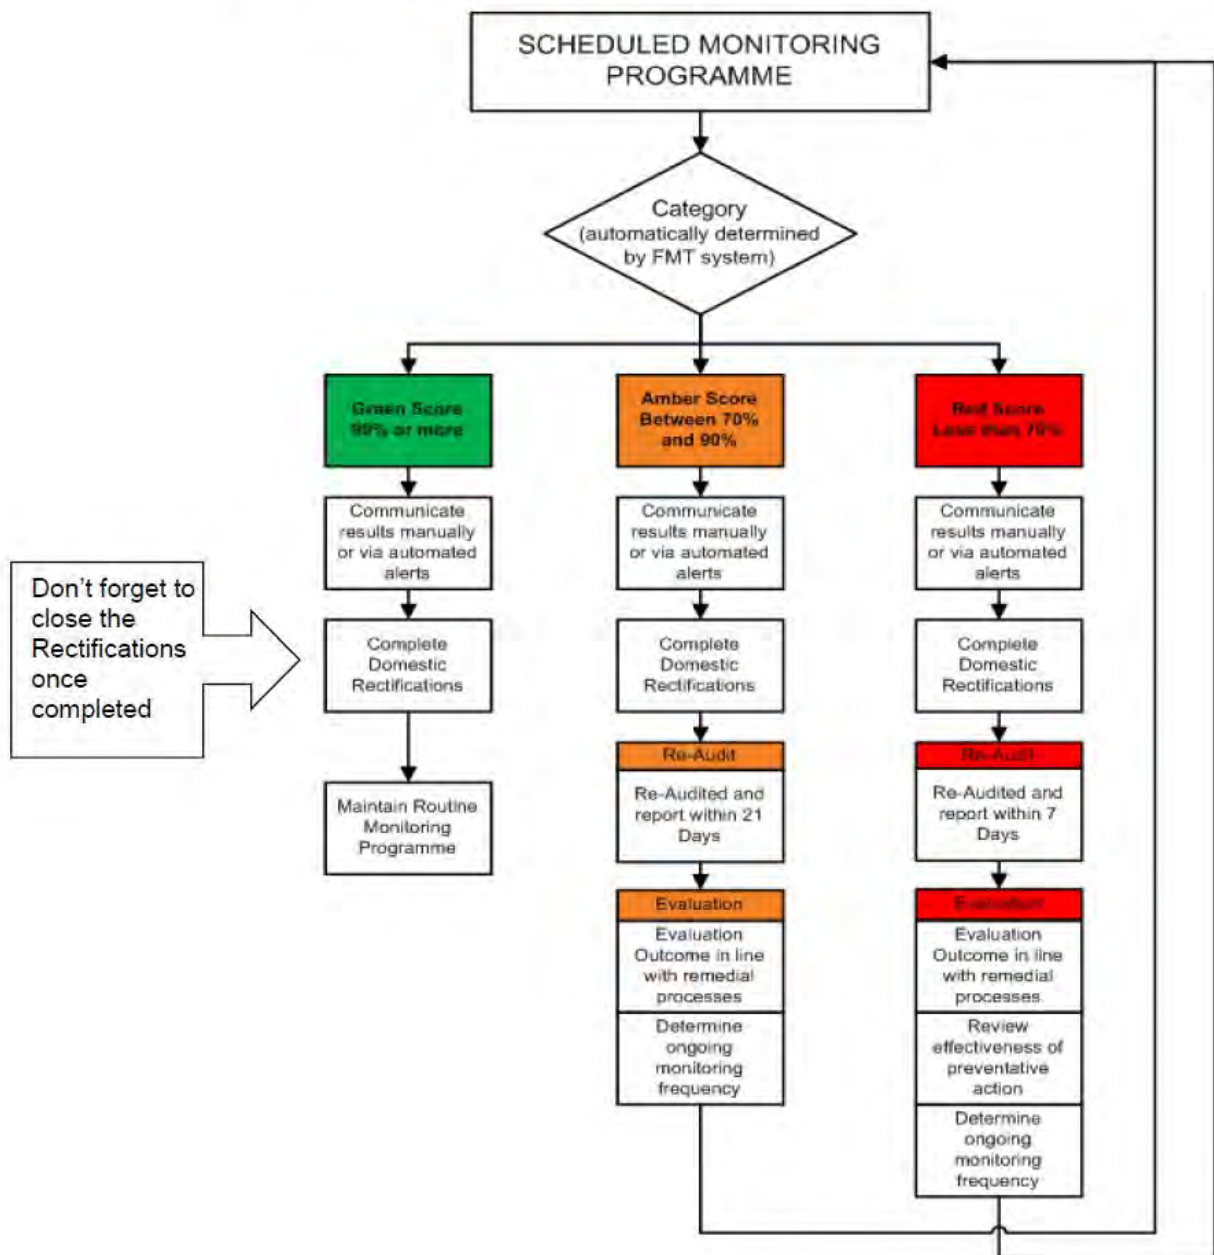 SCHEDULED MONITORING
PROGRAMME
Category
(automatically determined
by FMT system)
Green Score
90% or more
Amber Score
Between 70%
and 90%
Red Score
Less than 70%
Communicate
results manually
or via automated
alerts
Communicate
results manually
or via automated
alerts
Communicate
results manually
or via automated
alerts
Don't forget to
close the
Rectifications
once
completed
Complete
Domestic
Rectifications
Complete
Domestic
Rectifications
Complete
Domestic
Rectifications
Maintain Routine
Monitoring
Programme
Re-Audit
Re-Audited and
report within 21
Days
Re-Audit
Re-Audited and
report within 7
Days
Evaluation
Evaluation
Outcome in line
with remedial
processes
Determine
ongoing
monitoring
frequency
Evaluation
Evaluation
Outcome in line
with remedial
processes
Review
effectiveness of
preventative
action
Determine
ongoing
monitoring
frequency